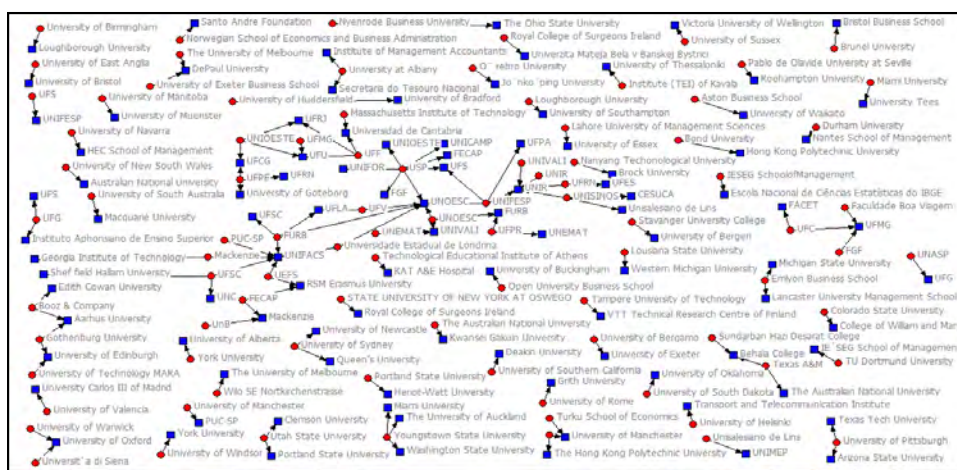 University of Birmingham
Santo Andre Foundation
Nyenrode Business University
The Ohio State University
Victoria University of Wellington
Bristol Business School
Norwegian School of Economics and Business Administration
Royal College of Surgeons Ireland
University of Sussex
Loughborough University
The University of Melbourne
Institute of Management Accountants
Univerzita Mateja Bela v Banskej Bystrici
Brunel University
University of East Anglia
DePaul University
University at Albany
University of Thessaloniki
Pablo de Olavide University at Seville
University of Bristol
University of Exeter Business School
Secretaria do Tesouro Nacional
Institute (TEI) of Kavab
Roehampton University
Miami University
UFS
University of Manitoba
University of Huddersfield
University of Bradford
Loughborough University
Aston Business School
University Tees
UNIFESP
University of Muenster
UFRJ
Massachusetts Institute of Technology
University of Southampton
University of Wakato
Durham University
University of Navarra
UNIOESTE
UFMG
Universidad de Cantabria
Lahore University of Management Sciences
Bond University
Nantes School of Management
HEC School of Management
UFU
UFF
UNIOESTE
UNICAMP
UFPA
University of Essex
Hong Kong Polytechnic University
University of New South Wales
UFCG
UNIFOR
USP
FECAP
UFS
UNIVALI
Nanyang Techonological University
IESEG SchoolofManagement
Australian National University
UFPE
UFRN
UNIR
Brock University
UFS
University of South Australia
University of Goteborg
FGF
UNIR
UFRN
UFES
Escola Nacional de Ciências Estatísticas do IBGE
UFG
Macquarie University
UFSC
UFLA
UFV
UNOESC
UNIFESP
UNISINOS
CESUCA
FACET
Faculdade Boa Viagem
UNOESC
FURB
Unsalesiano de Lins
UFC
UFMG
Instituto Aphonsiano de Ensino Superior
PUC-SP
FURB
UNEMAT
UNIVALI
UFPR
UNEMAT
Stavanger University College
University of Bergen
Georgia Institute of Technology
Mackenzie
UNIFACS
Universidade Estadual de Londrina
Lousiana State University
FGF
UNASP
Shef field Hallam University
UFSC
UEFS
Technological Educational Institute of Athens
University of Buckingham
Western Michigan University
Michigan State University
UFG
Edith Cowan University
RSM Erasmus University
KAT A&E Hospital
Open University Business School
Emlyon Business School
Booz & Company
UNC
FECAP
STATE UNIVERSITY OF NEW YORK AT OSWEGO
Tampere University of Technology
Lancaster University Management School
Colorado State University
Aarhus University
UnB
Mackenzie
Royal College of Surgeons Ireland
VTT Technical Research Centre of Finland
College of Willam and Mar
Gothenburg University
University of Alberta
University of Newcastle
The Australian National University
University of Bergamo
Sundarban Hazi Desarat College
University of Edinburgh
York University
University of Sydney
Kwansei Gakuin University
University of Exeter
Behala College
IE´SEG School of Management
University of Technology MARA
The University of Melbourne
Queen's University
Deakin University
University of Oklahoma
Texas A&M
TU Dortmund University
University Carlos III of Madrid
Wilo SE Nortkirchenstrasse
Portland State University
University of Southern California
Grith University
University of South Dakota
The Australian National University
University of Valencia
University of Manchester
Heriot-Watt University
University of Rome
Transport and Telecommunication Institute
PUC-SP
Clemson University
Miami University
The University of Auckland
Turku School of Economics
University of Helsinki
Texas Tech University
University of Warwick
York University
Utah State University
Youngstown State University
University of Manchester
Unsalesiano de Lins
University of Pittsburgh
University of Oxford
University of Windsor
Portland State University
Washington State University
The Hong Kong Polytechnic University
UNIMEP
Arizona State University
Universit`a di Siena